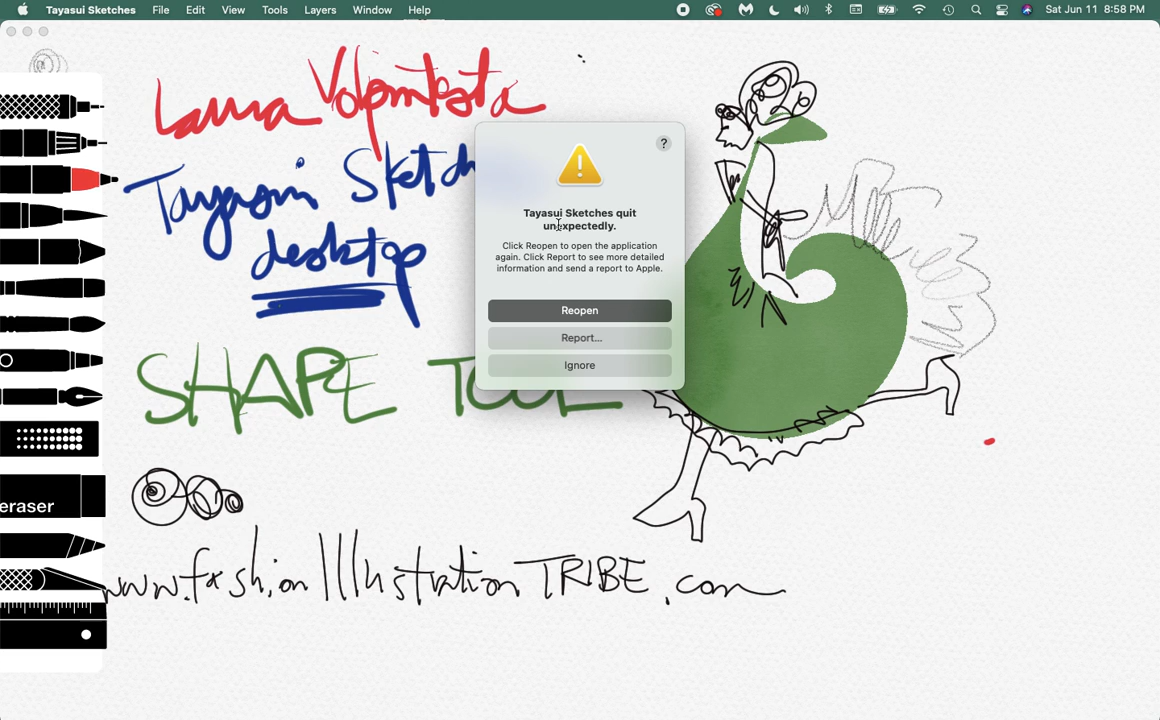 Tayasui Sketches File Edit View Tools Layers Window Help Sat Jun 11 8:58 PM
Laura Volpintesta
Tayasui Sketch
desktop
?
Tayasui Sketches quit
unexpectedly.
Click Reopen to open the application
again. Click Report to see more detailed
information and send a report to Apple.
Reopen
Report...
Ignore
SHAPE TOOL
eraser
www.fashionIllustrationTRIBE.com